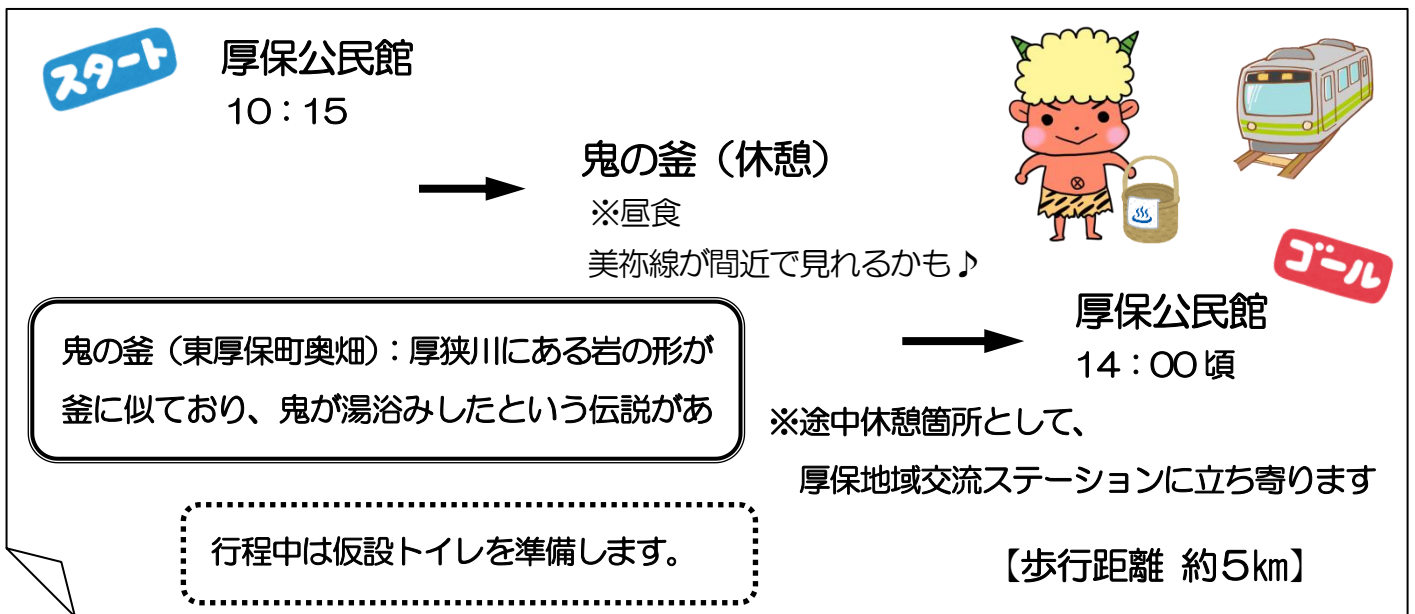 スタート
厚保公民館
10:15
鬼の釜(休憩)
※昼食
美祢線が間近で見れるかも♪
ゴール
厚保公民館
14:00頃
鬼の釜(東厚保町奥畑):厚狭川にある岩の形が
釜に似ており、鬼が湯浴みしたという伝説があ
※途中休憩箇所として、
厚保地域交流ステーションに立ち寄ります
行程中は仮設トイレを準備します。
【歩行距離 約5㎞】